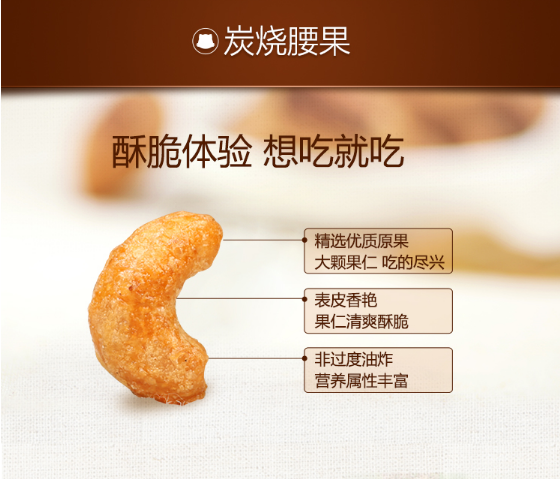 炭烧腰果
酥脆体验 想吃就吃
精选优质原果
大颗果仁 吃的尽兴
表皮香艳
果仁清爽酥脆
非过度油炸
营养属性丰富